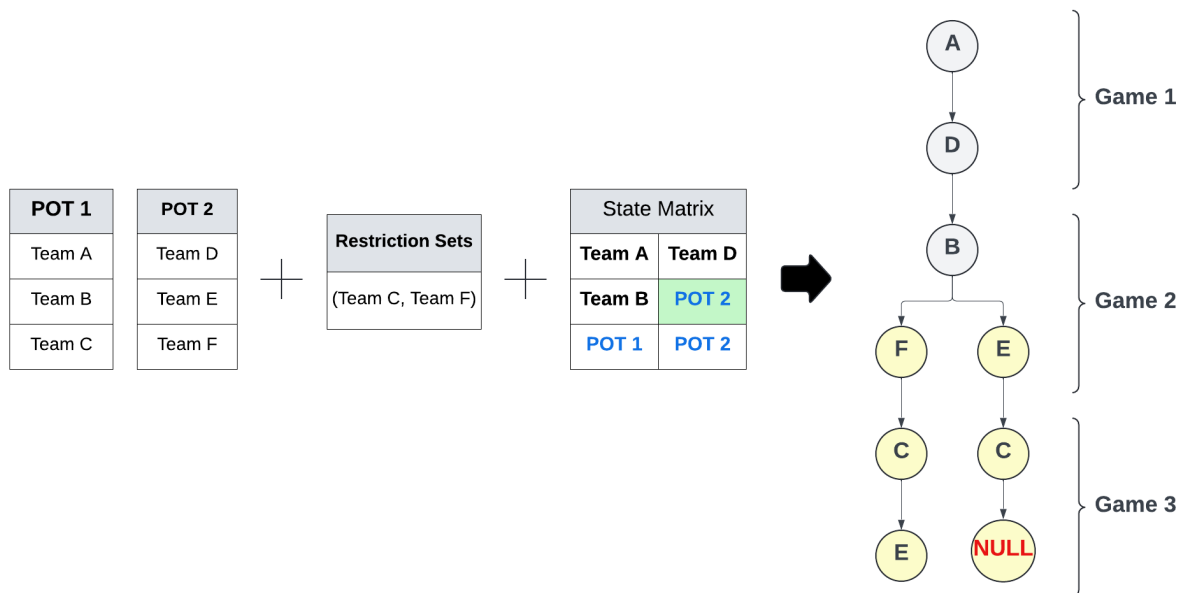 POT 1
Team A
Team B
Team C
POT 2
Team D
Team E
Team F
Restriction Sets
(Team C, Team F)
State Matrix
Team A Team D
Team B POT 2
POT 1 POT 2
A
D
Game 1
B
F E
Game 2
C C
E NULL
Game 3